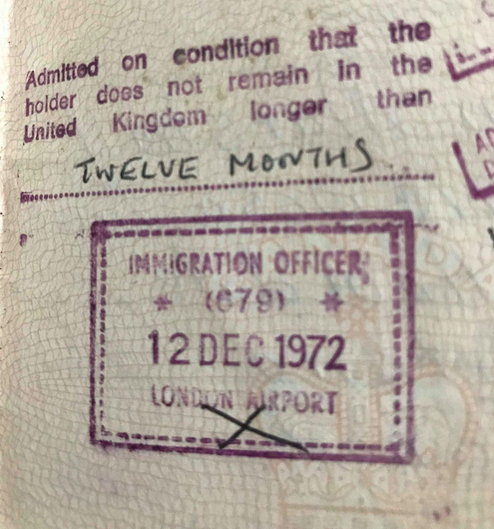 Admitted on condition that the
holder does not remain in the
United Kingdom longer than
TWELVE MONTHS
IMMIGRATION OFFICER
* (679) *
12 DEC 1972
LONDON AIRPORT